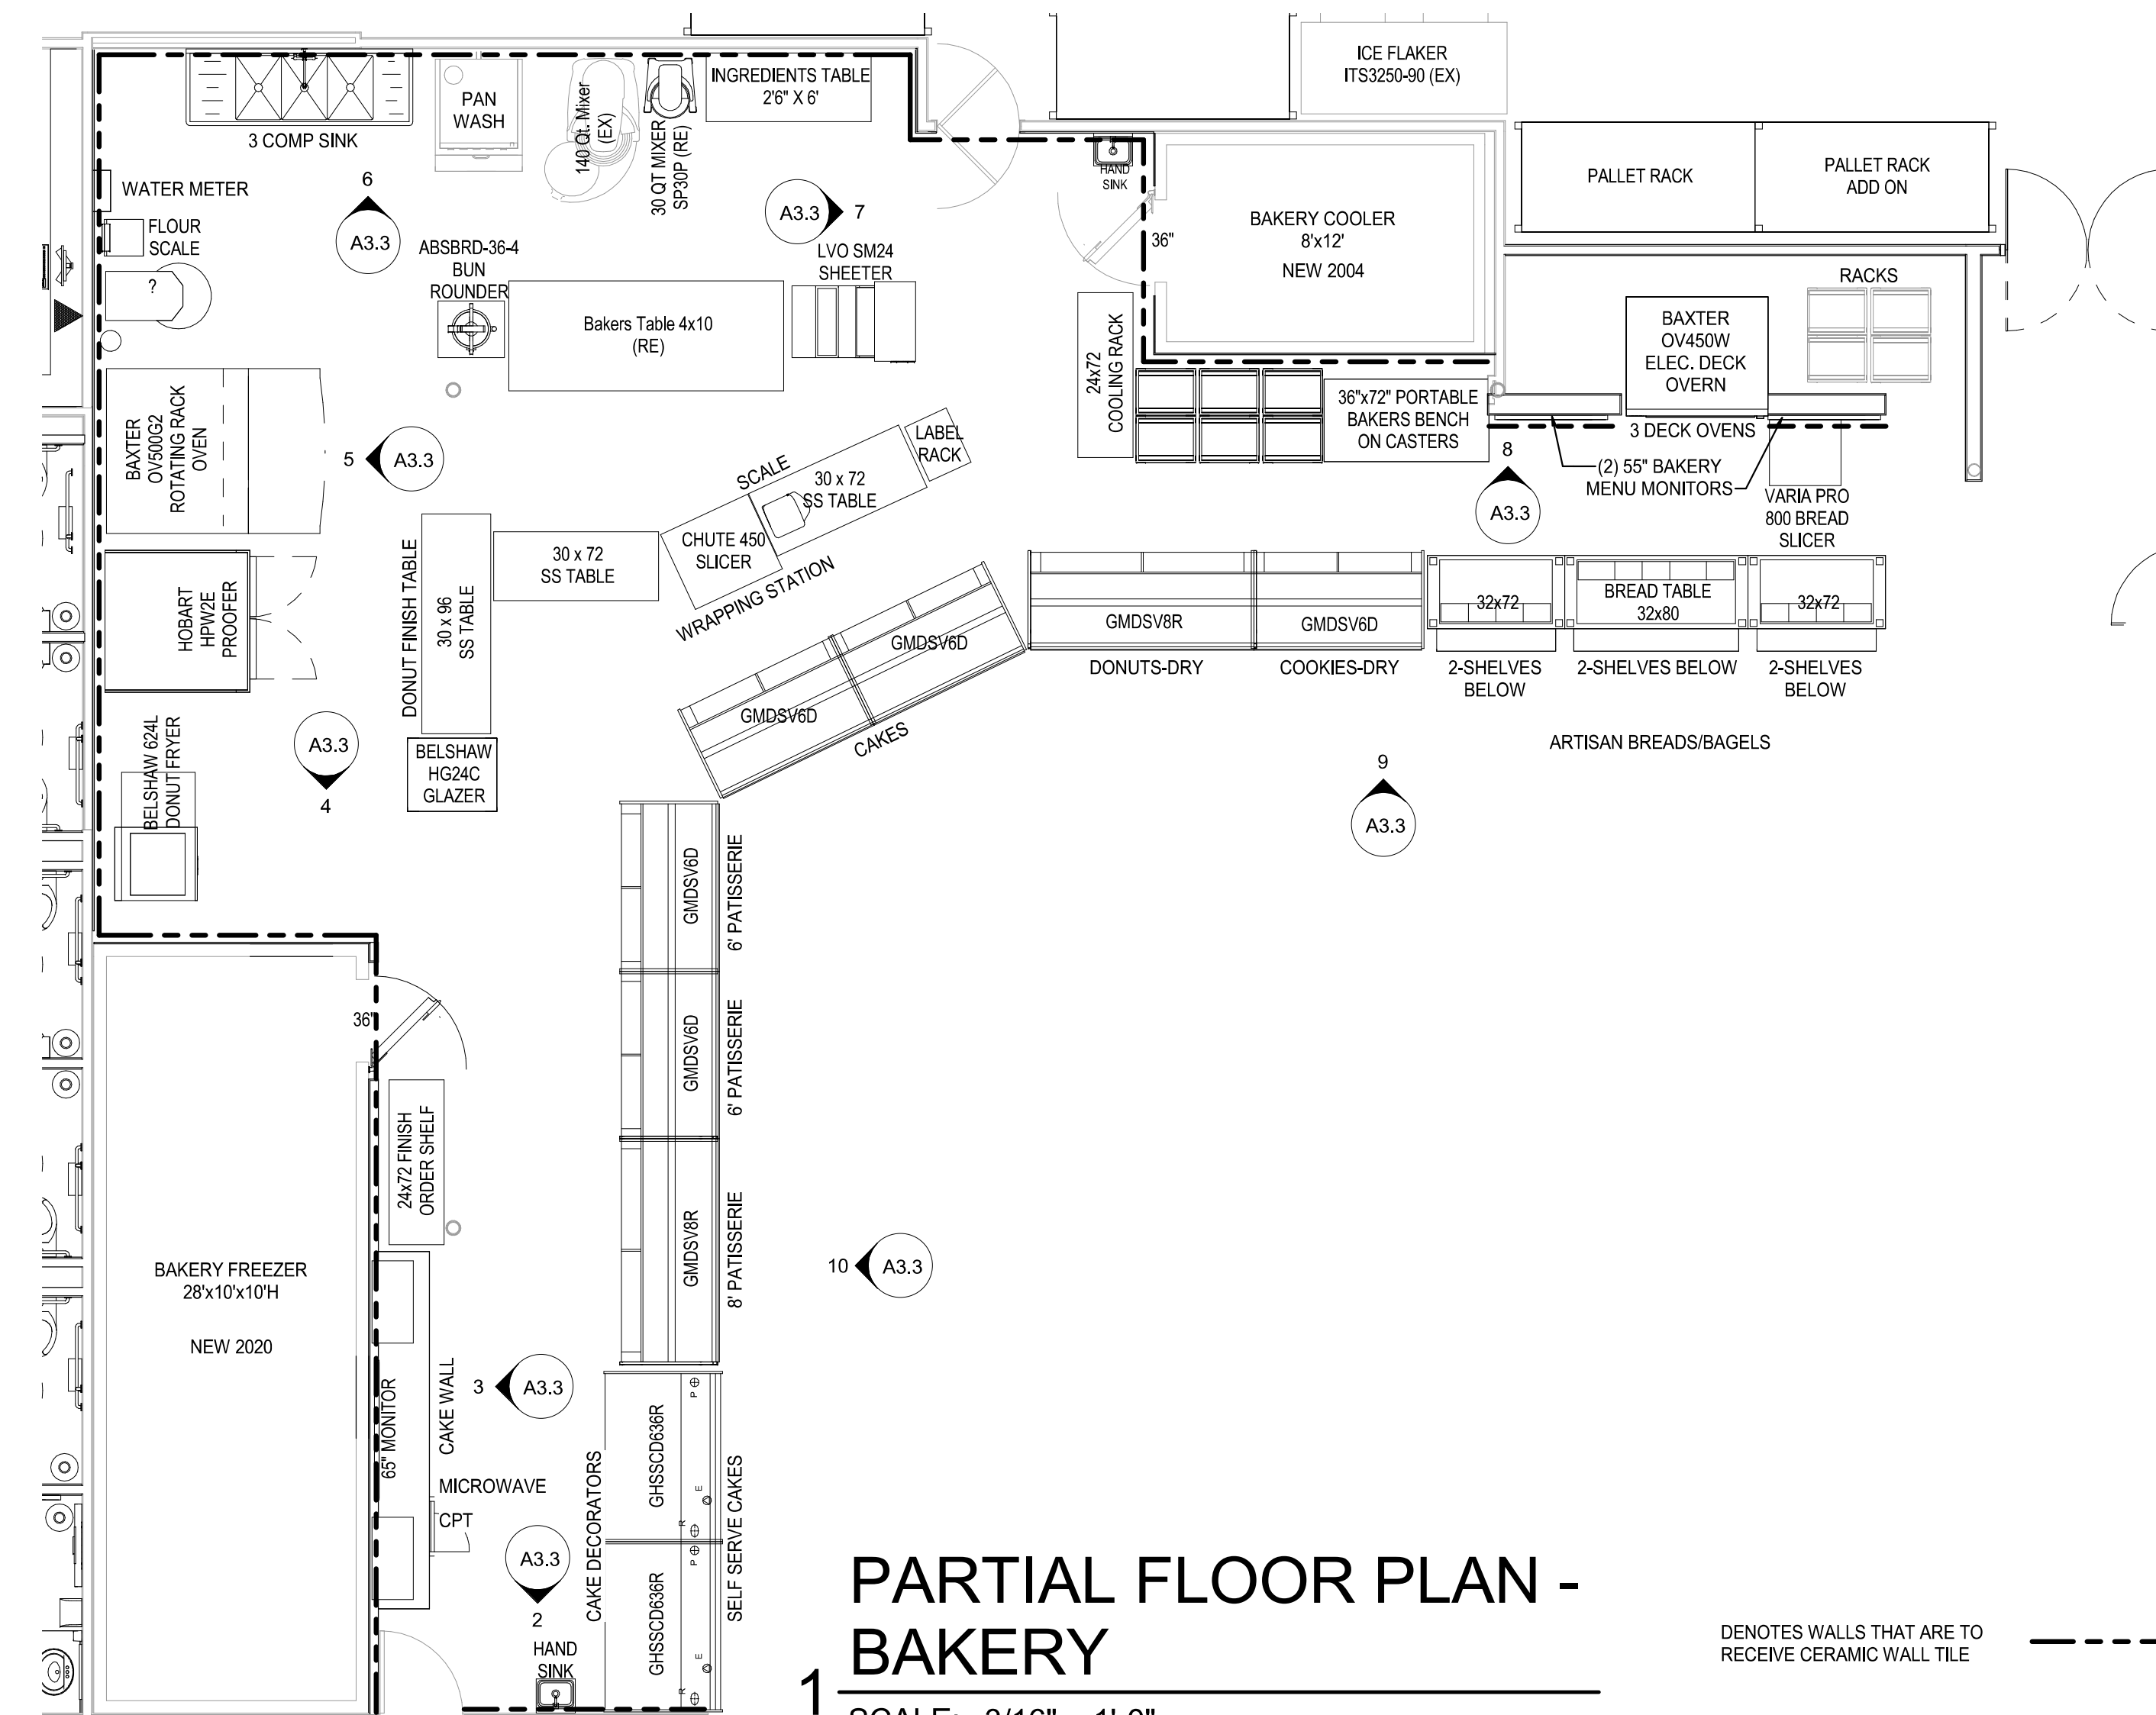 ICE FLAKER
ITS3250-90 (EX)
INGREDIENTS TABLE
2'6" X 6'
PAN
WASH
140 Qt. Mixer
(EX)
30 QT MIXER
SP30P (RE)
3 COMP SINK
HAND
SINK
PALLET RACK
PALLET RACK
ADD ON
WATER METER
FLOUR
SCALE
6
A3.3
A3.3
7
BAKERY COOLER
8'x12'
NEW 2004
36"
ABSBRD-36-4
BUN
ROUNDER
LVO SM24
SHEETER
RACKS
?
Bakers Table 4x10
(RE)
24x72
COOLING RACK
BAXTER
OV450W
ELEC. DECK
OVERN
36"x72" PORTABLE
BAKERS BENCH
ON CASTERS
BAXTER
OV500G2
ROTATING RACK
OVEN
5
A3.3
LABEL
RACK
SCALE
30 x 72
SS TABLE
3 DECK OVENS
8
A3.3
(2) 55" BAKERY
MENU MONITORS
VARIA PRO
800 BREAD
SLICER
CHUTE 450
SLICER
WRAPPING STATION
30 x 72
SS TABLE
DONUT FINISH TABLE
30 x 96
SS TABLE
HOBART
HPW2E
PROOFER
GMDSV6D
GMDSV6D
CAKES
GMDSV8R
GMDSV6D
DONUTS-DRY
COOKIES-DRY
32x72
BREAD TABLE
32x80
32x72
2-SHELVES
BELOW
2-SHELVES BELOW
2-SHELVES
BELOW
ARTISAN BREADS/BAGELS
BELSHAW 624L
DONUT FRYER
A3.3
4
BELSHAW
HG24C
GLAZER
9
A3.3
GMDSV6D
6' PATISSERIE
GMDSV6D
6' PATISSERIE
GMDSV8R
8' PATISSERIE
36"
24x72 FINISH
ORDER SHELF
BAKERY FREEZER
28'x10'x10'H
NEW 2020
10
A3.3
65" MONITOR
CAKE WALL
3
A3.3
MICROWAVE
CPT
A3.3
2
HAND
SINK
CAKE DECORATORS
GHSSCD636R
GHSSCD636R
P
E
R
P
E
R
SELF SERVE CAKES
1
PARTIAL FLOOR PLAN -
BAKERY
DENOTES WALLS THAT ARE TO
RECEIVE CERAMIC WALL TILE